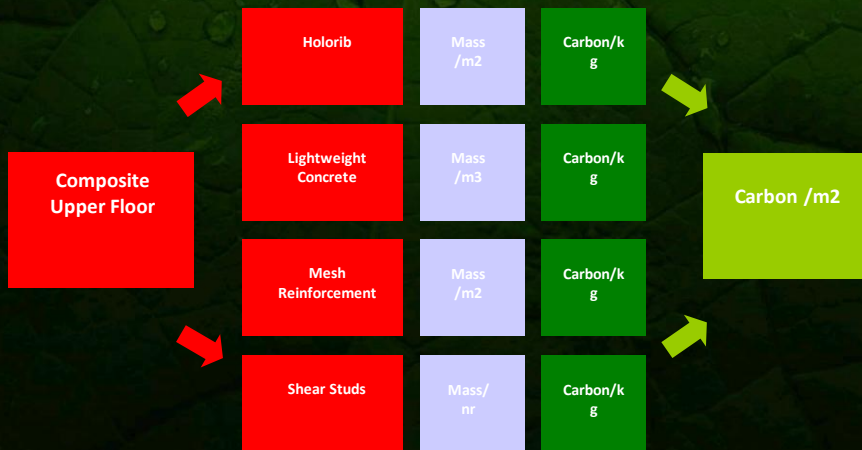 Holorib
Mass
/m2
Carbon/k
g
Composite
Upper Floor
Lightweight
Concrete
Mass
/m3
Carbon/k
g
Carbon /m2
Mesh
Reinforcement
Mass
/m2
Carbon/k
g
Shear Studs
Mass/
nr
Carbon/k
g